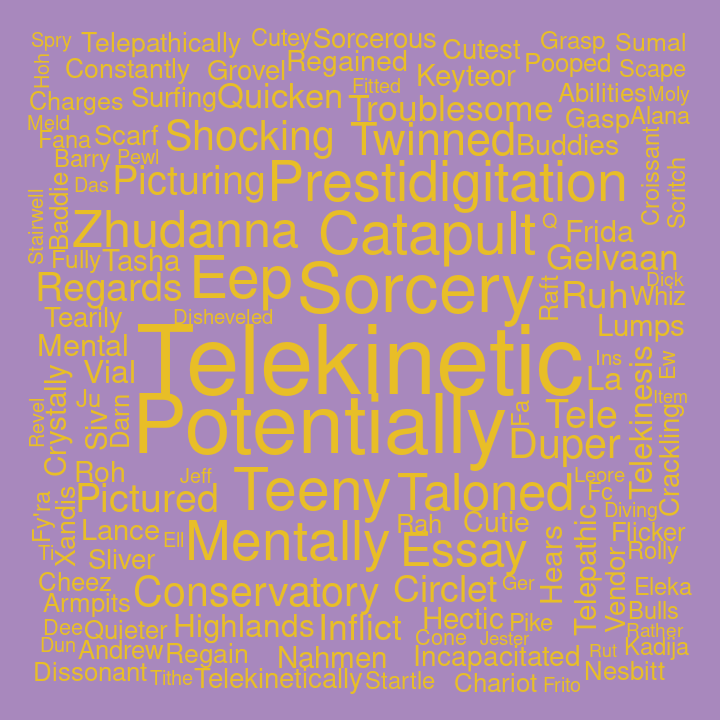 Spry
Telepathically
Cutey
Sorcerous
Cutest
Grasp
Sumal
Hoh
Constantly
Grovel
Regained
Keyteor
Pooped
Scape
Charges
Surfing
Quicken
Fitted
Troublesome
Abilities
Moly
Meld
Fana
Scarf
Shocking
Twinned
Buddies
Gasp
Alana
Barry
Pewl
Das
Picturing
Prestidigitation
Croissant
Scritch
Stairwell
Baddie
Zhudanna
Catapult
Q
Frida
Fully
Tasha
Eep
Sorcery
Gelvaan
Regards
Raft
Ruh
Whiz
Dick
Tearily
Disheveled
Lumps
Mental
Vial
Telekinetic
Ins
La
Ew
Telekinesis
Item
Crackling
Revel
Crystally
Ju
Siv
Darn
Potentially
Fa
Tele
Duper
Roh
Jeff
Teeny
Taloned
Leore
Fc
Diving
Fy'ra
Xandis
Pictured
Lance
Ell
Mentally
Rah
Cutie
Essay
Hears
Telepathic
Vendor
Flicker
Rolly
Ti
Sliver
Cheez
Armpits
Conservatory
Circlet
Ger
Eleka
Bulls
Dee
Quieter
Highlands
Inflict
Hectic
Pike
Rather
Dun
Andrew
Regain
Nahmen
Cone
Jester
Incapacitated
Rut
Kadija
Dissonant
Tithe
Telekinetically
Startle
Chariot
Frito
Nesbitt